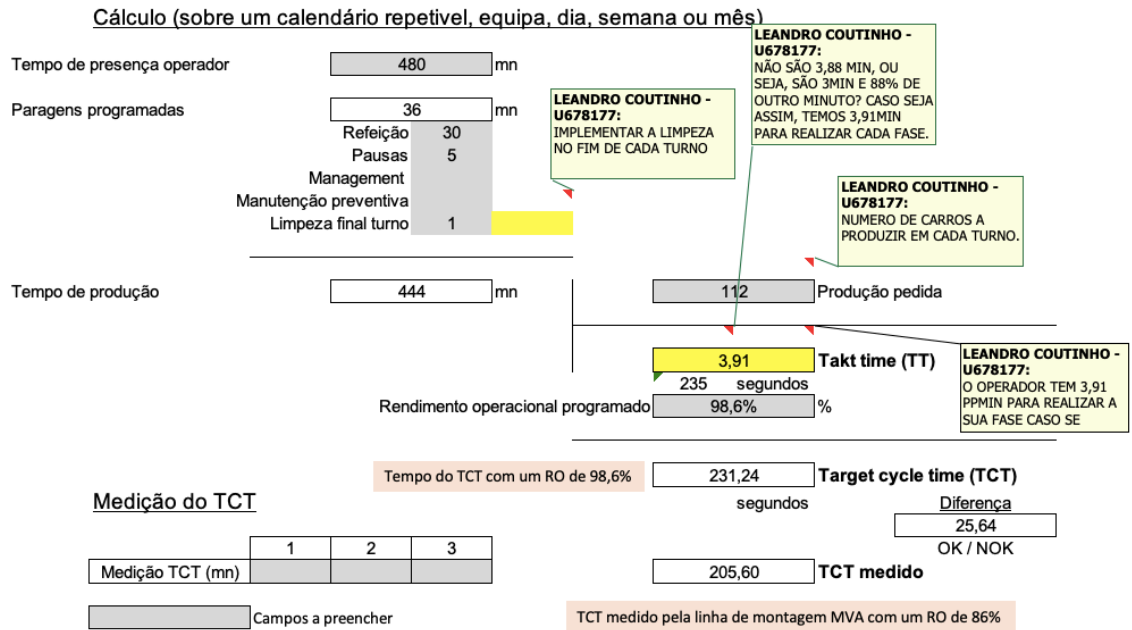 Cálculo (sobre um calendário repetivel, equipa, dia, semana ou mês)
LEANDRO COUTINHO -
U678177:
NÃO SÃO 3,88 MIN, OU
SEJA, SÃO 3MIN E 88% DE
OUTRO MINUTO? CASO SEJA
ASSIM, TEMOS 3,91MIN
PARA REALIZAR CADA FASE.
Tempo de presença operador 480 mn
Paragens programadas 36 mn
LEANDRO COUTINHO -
U678177:
IMPLEMENTAR A LIMPEZA
NO FIM DE CADA TURNO
Refeição 30
Pausas 5
Management
Manutenção preventiva
Limpeza final turno 1
LEANDRO COUTINHO -
U678177:
NUMERO DE CARROS A
PRODUZIR EM CADA TURNO.
Tempo de produção 444 mn 112 Produção pedida
3,91 Takt time (TT)
235 segundos
Rendimento operacional programado 98,6% %
LEANDRO COUTINHO -
U678177:
O OPERADOR TEM 3,91
PPMIN PARA REALIZAR A
SUA FASE CASO SE
Tempo do TCT com um RO de 98,6% 231,24 Target cycle time (TCT)
Medição do TCT segundos Diferença
25,64
OK / NOK
1 2 3
Medição TCT (mn) 205,60 TCT medido
Campos a preencher TCT medido pela linha de montagem MVA com um RO de 86%